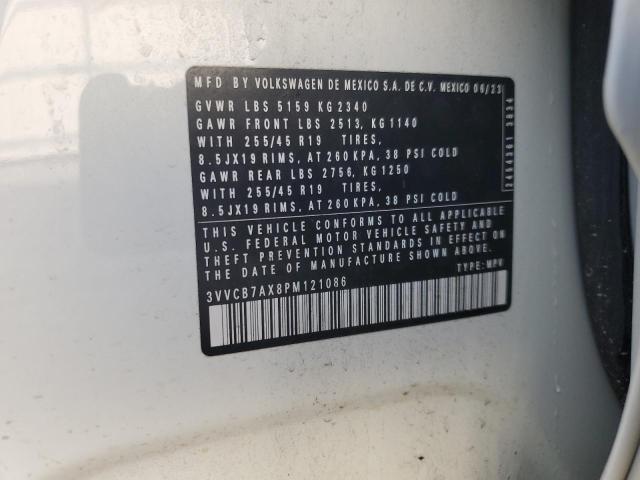 MFD BY VOLKSWAGEN DE MEXICO S.A. DE C.V. MEXICO 06/23
GVWR LBS 5159 KG 2340
GAWR FRONT LBS 2513, KG 1140
WITH 255/45 R19 TIRES,
8.5JX19 RIMS, AT 260 KPA, 38 PSI COLD
GAWR REAR LBS 2756, KG 1250
WITH 255/45 R19 TIRES,
8.5JX19 RIMS, AT 260 KPA, 38 PSI COLD
THIS VEHICLE CONFORMS TO ALL APPLICABLE
U.S. FEDERAL MOTOR VEHICLE SAFETY AND
THEFT PREVENTION STANDARDS IN EFFECT ON
THE DATE OF MANUFACTURE SHOWN ABOVE.
3VVCB7AX8PM121086 TYPE: MPV